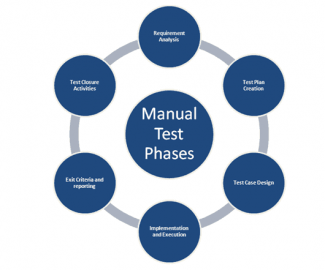 Requirement
Analysis
Test Plan
Creation
Test Case Design
Implementation
and Execution
Exit Criteria and
reporting
Test Closure
Activities
Manual
Test
Phases